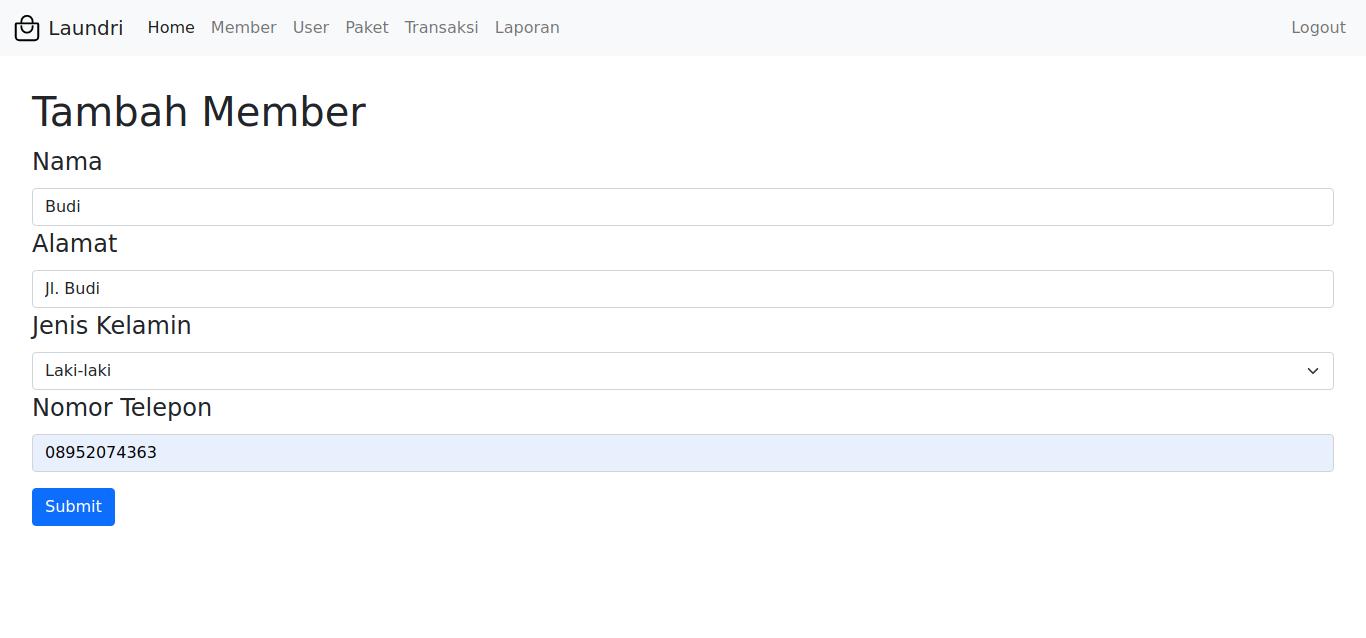 Laundri Home Member User Paket Transaksi Laporan Logout
Tambah Member
Nama
Budi
Alamat
Jl. Budi
Jenis Kelamin
Laki-laki
Nomor Telepon
08952074363
Submit